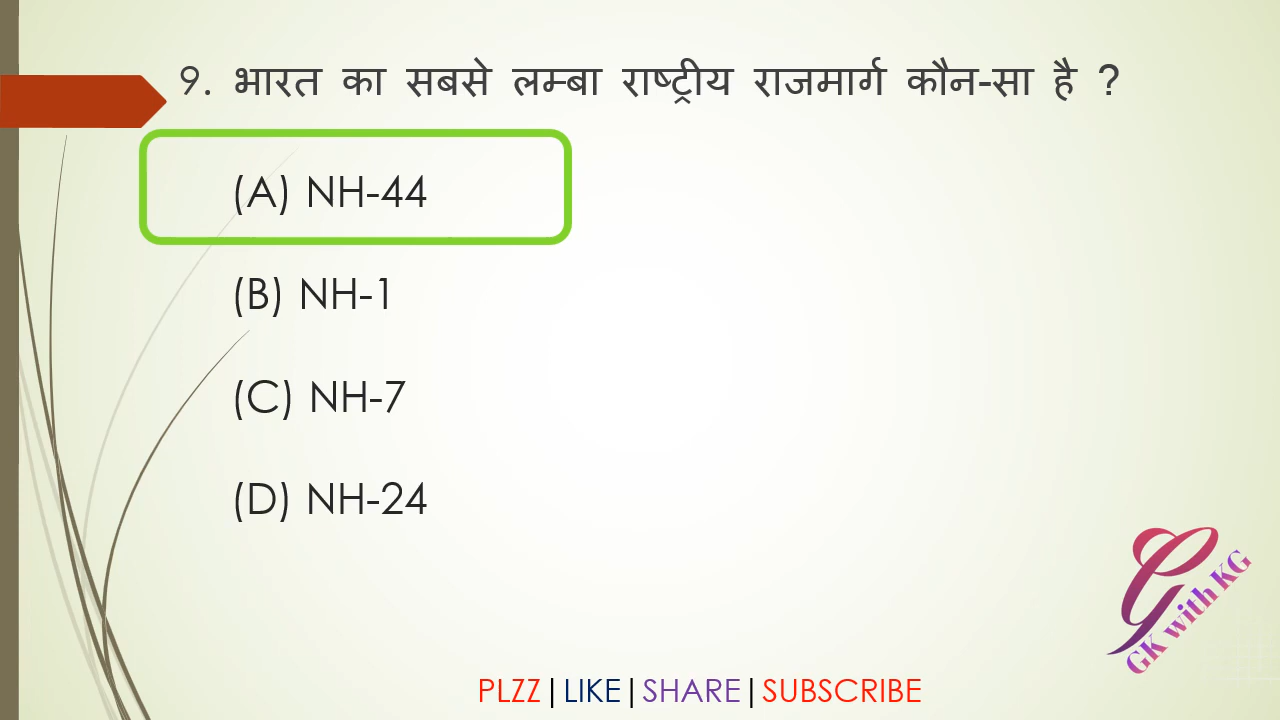 9. भारत का सबसे लम्बा राष्ट्रीय राजमार्ग कौन-सा है ?
(A) NH-44
(B) NH-1
(C) NH-7
(D) NH-24
G
GK with KG
PLZZ|LIKE|SHARE|SUBSCRIBE